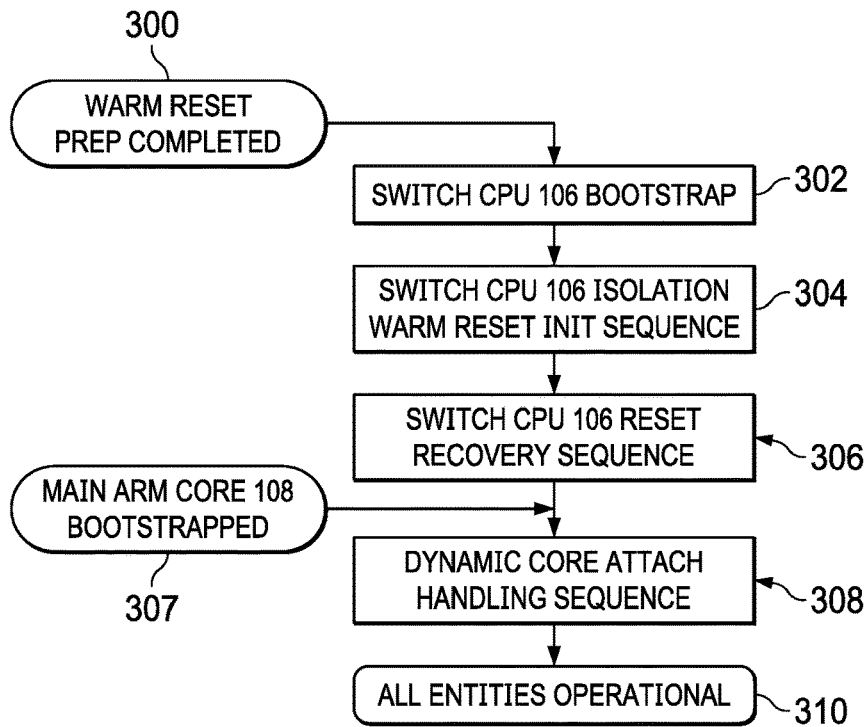 300
WARM RESET
PREP COMPLETED
SWITCH CPU 106 BOOTSTRAP
302
SWITCH CPU 106 ISOLATION
WARM RESET INIT SEQUENCE
304
SWITCH CPU 106 RESET
RECOVERY SEQUENCE
306
MAIN ARM CORE 108
BOOTSTRAPPED
307
DYNAMIC CORE ATTACH
HANDLING SEQUENCE
308
ALL ENTITIES OPERATIONAL
310